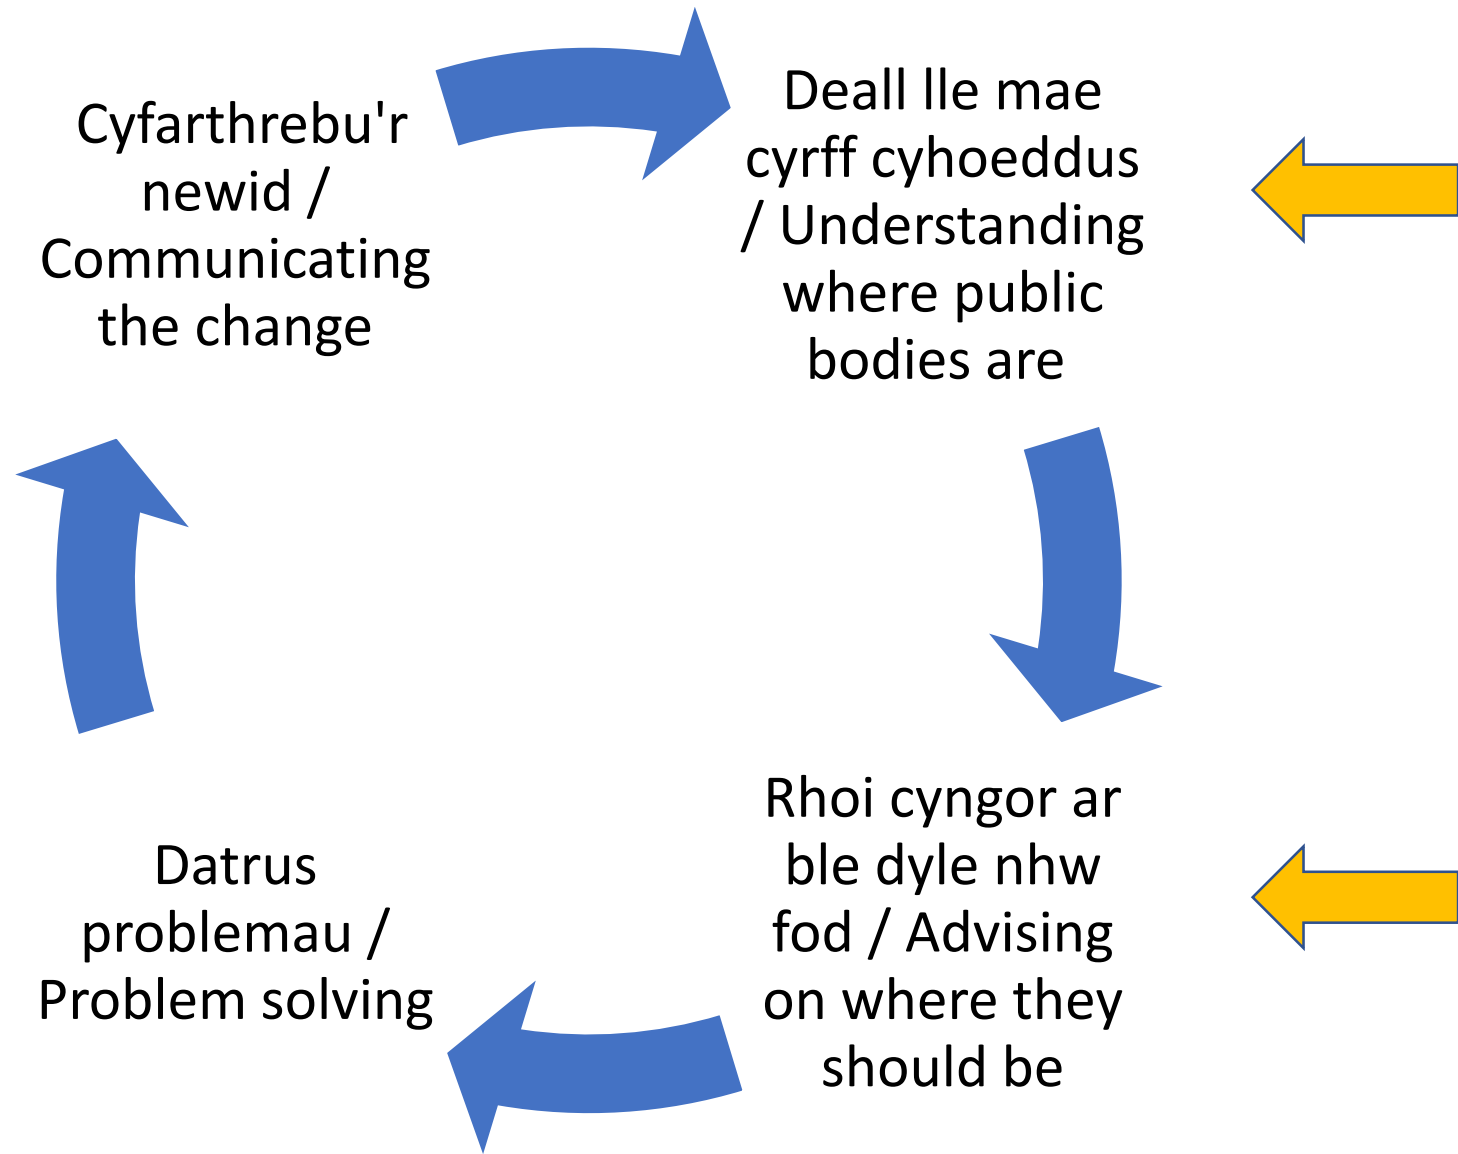 Cyfarthrebu'r
newid /
Communicating
the change
Deall lle mae
cyrff cyhoeddus
/ Understanding
where public
bodies are
Rhoi cyngor ar
ble dyle nhw
fod / Advising
on where they
should be
Datrus
problemau /
Problem solving